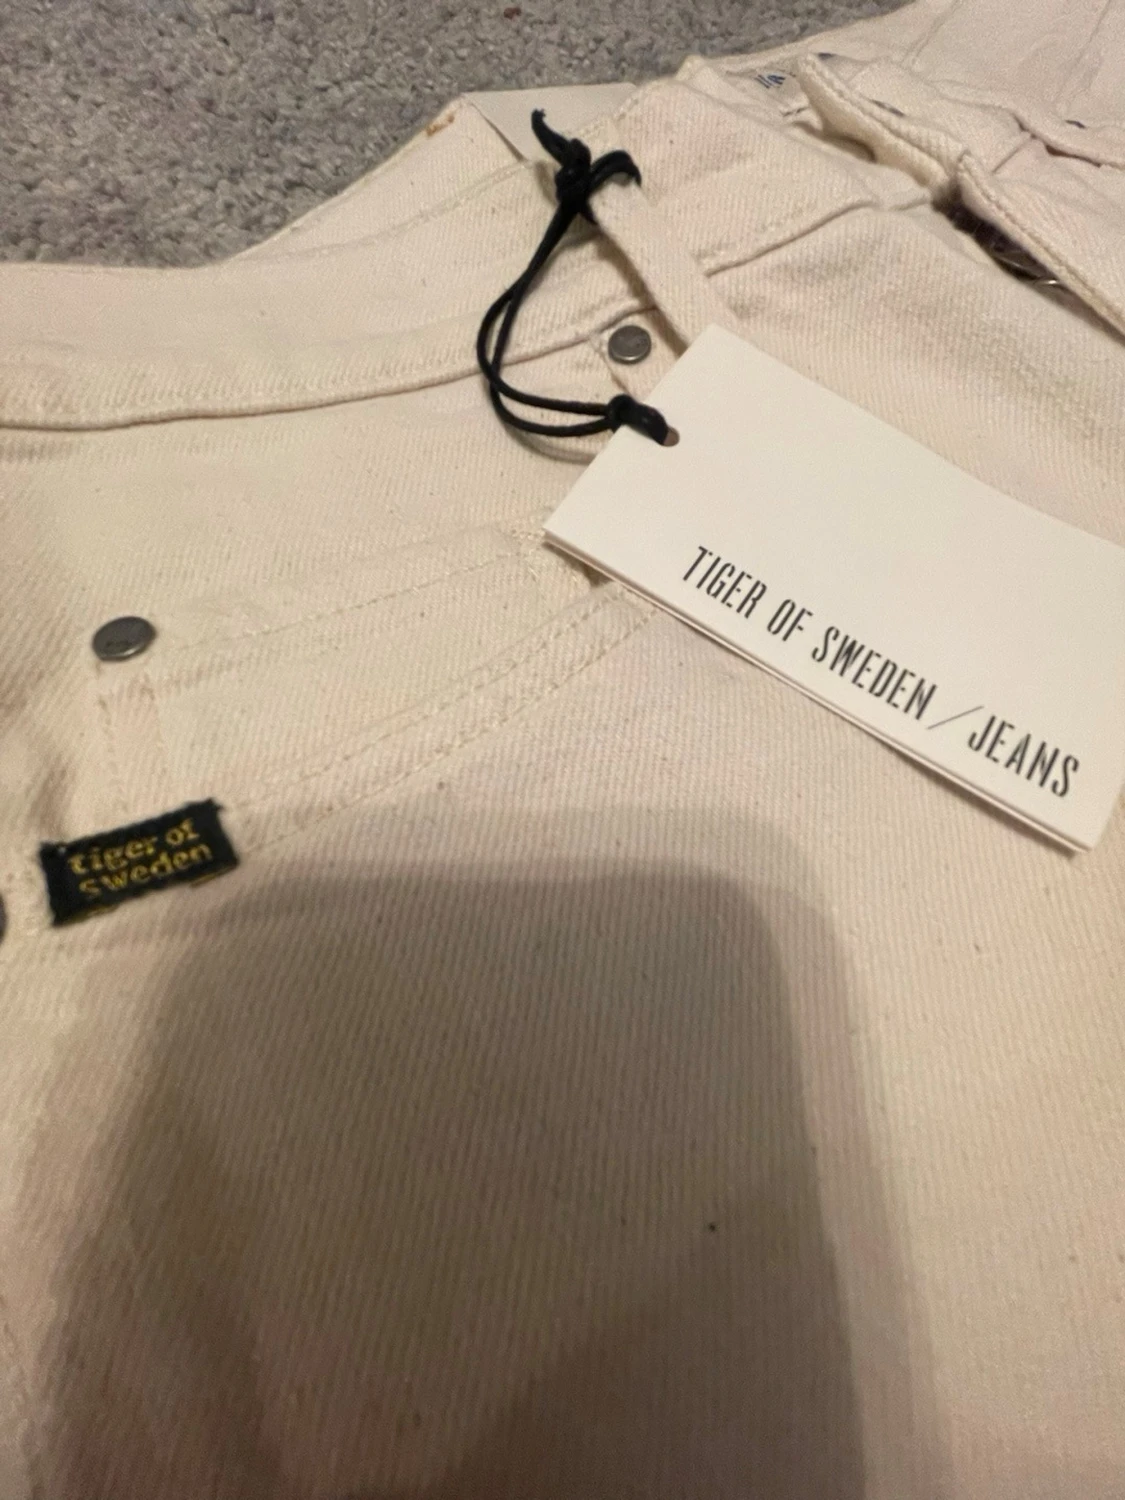 TIGER OF SWEDEN / JEANS
tiger of
sweden